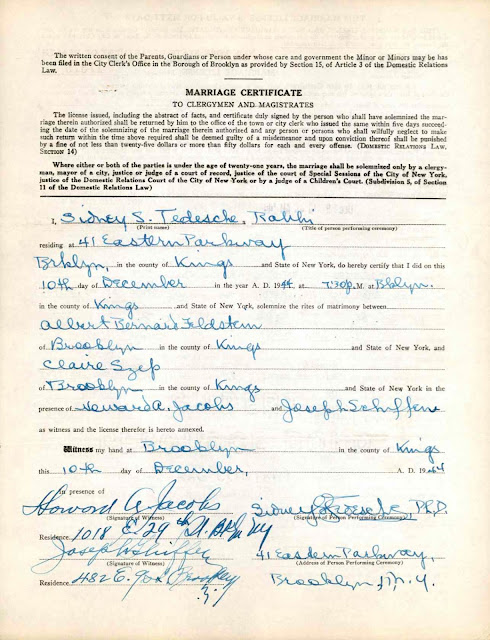 The written consent of the Parents, Guardians or Person under whose care and government the Minor or Minors may be has
been filed in the City Clerk's Office in the Borough of Brooklyn as provided by Section 15, of Article 3 of the Domestic Relations
Law.
MARRIAGE CERTIFICATE
TO CLERGYMEN AND MAGISTRATES
The license issued, including the abstract of facts, and certificate duly signed by the person who shall have solemnized the mar-
riage therein authorized shall be returned by him to the office of the town or city clerk who issued the same within five days succeed-
ing the date of the solemnizing of the marriage therein authorized and any person or persons who shall willfully neglect to make
such return within the time above required shall be deemed guilty of a misdemeanor and upon conviction thereof shall be punished
by a fine of not less than twenty-five dollars or more than fifty dollars for each and every offense. (DOMESTIC RELATIONS LAW,
SECTION 14)
Where either or both of the parties is under the age of twenty-one years, the marriage shall be solemnized only by a clergy-
man, mayor of a city, justice or judge of a court of record, justice of the court of Special Sessions of the City of New York,
justice of the Domestic Relations Court of the City of New York or by a judge of a Children's Court. (Subdivision 5, of Section
11 of the Domestic Relations Law)
I, Sidney S. Tedesche, Rabbi
(Print name) (Title of person performing ceremony)
residing at 41 Eastern Parkway
Brklyn, in the county of Kings and State of New York, do hereby certify that I did on this
10th day of December in the year A. D. 1944 at 7:30 P. M. at Bklyn.
in the county of Kings and State of New York, solemnize the rites of matrimony between
Albert Bernard Feldstein
of Brooklyn in the county of Kings and State of New York, and
Claire Szep
of Brooklyn in the county of Kings and State of New York in the
presence of Howard A. Jacobs and Joseph Schiffer
as witness and the license therefor is hereto annexed.
Witness my hand at Brooklyn in the county of Kings
this 10th day of December, A. D. 1944
In presence of
Howard A Jacobs Sidney S Tedesche, Ph.D.
(Signature of Witness) (Signature of Person Performing Ceremony)
Residence 1018 E. 29th St.
Joseph Schiffer 41 Eastern Parkway,
(Signature of Witness) (Address of Person Performing Ceremony)
Residence 482 E. Brooklyn, N.Y.